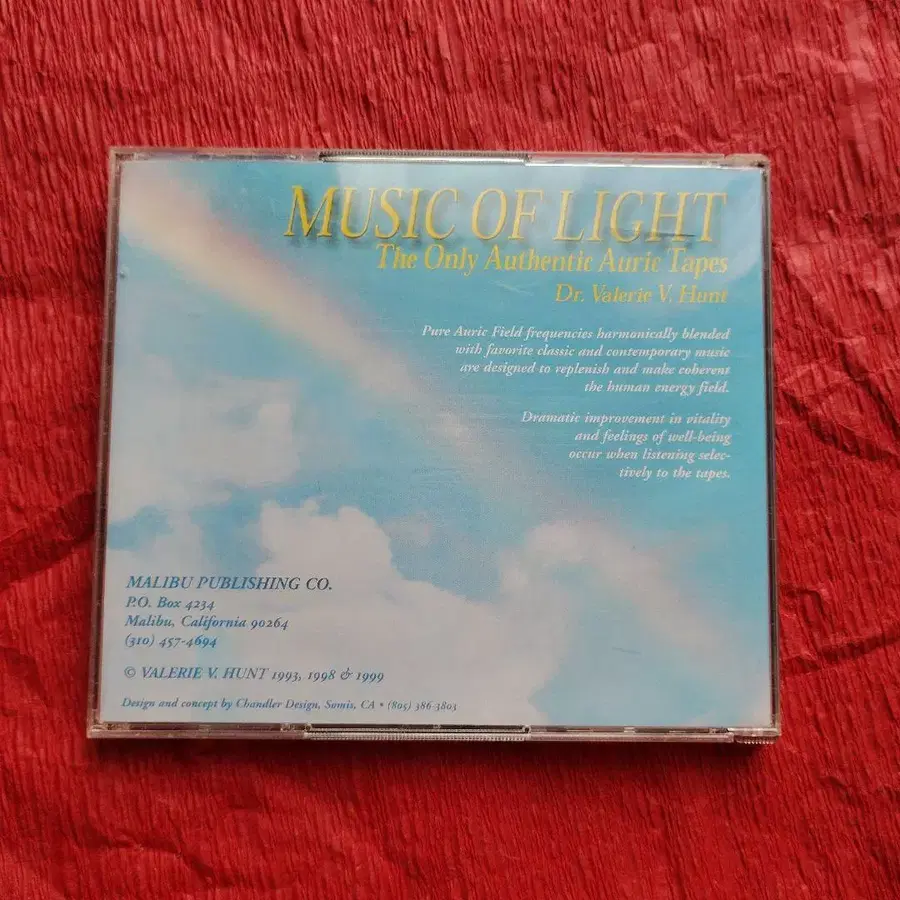 MUSIC OF LIGHT
The Only Authentic Auric Tapes
Dr. Valerie V. Hunt
Pure Auric Field frequencies harmonically blended
with favorite classic and contemporary music
are designed to replenish and make coherent
the human energy field.
Dramatic improvement in vitality
and feelings of well-being
occur when listening selec-
tively to the tapes.
MALIBU PUBLISHING CO.
P.O. Box 4234
Malibu, California 90264
(310) 457-4694
© VALERIE V. HUNT 1993, 1998 & 1999
Design and concept by Chandler Design, Somis, CA • (805) 386-3803